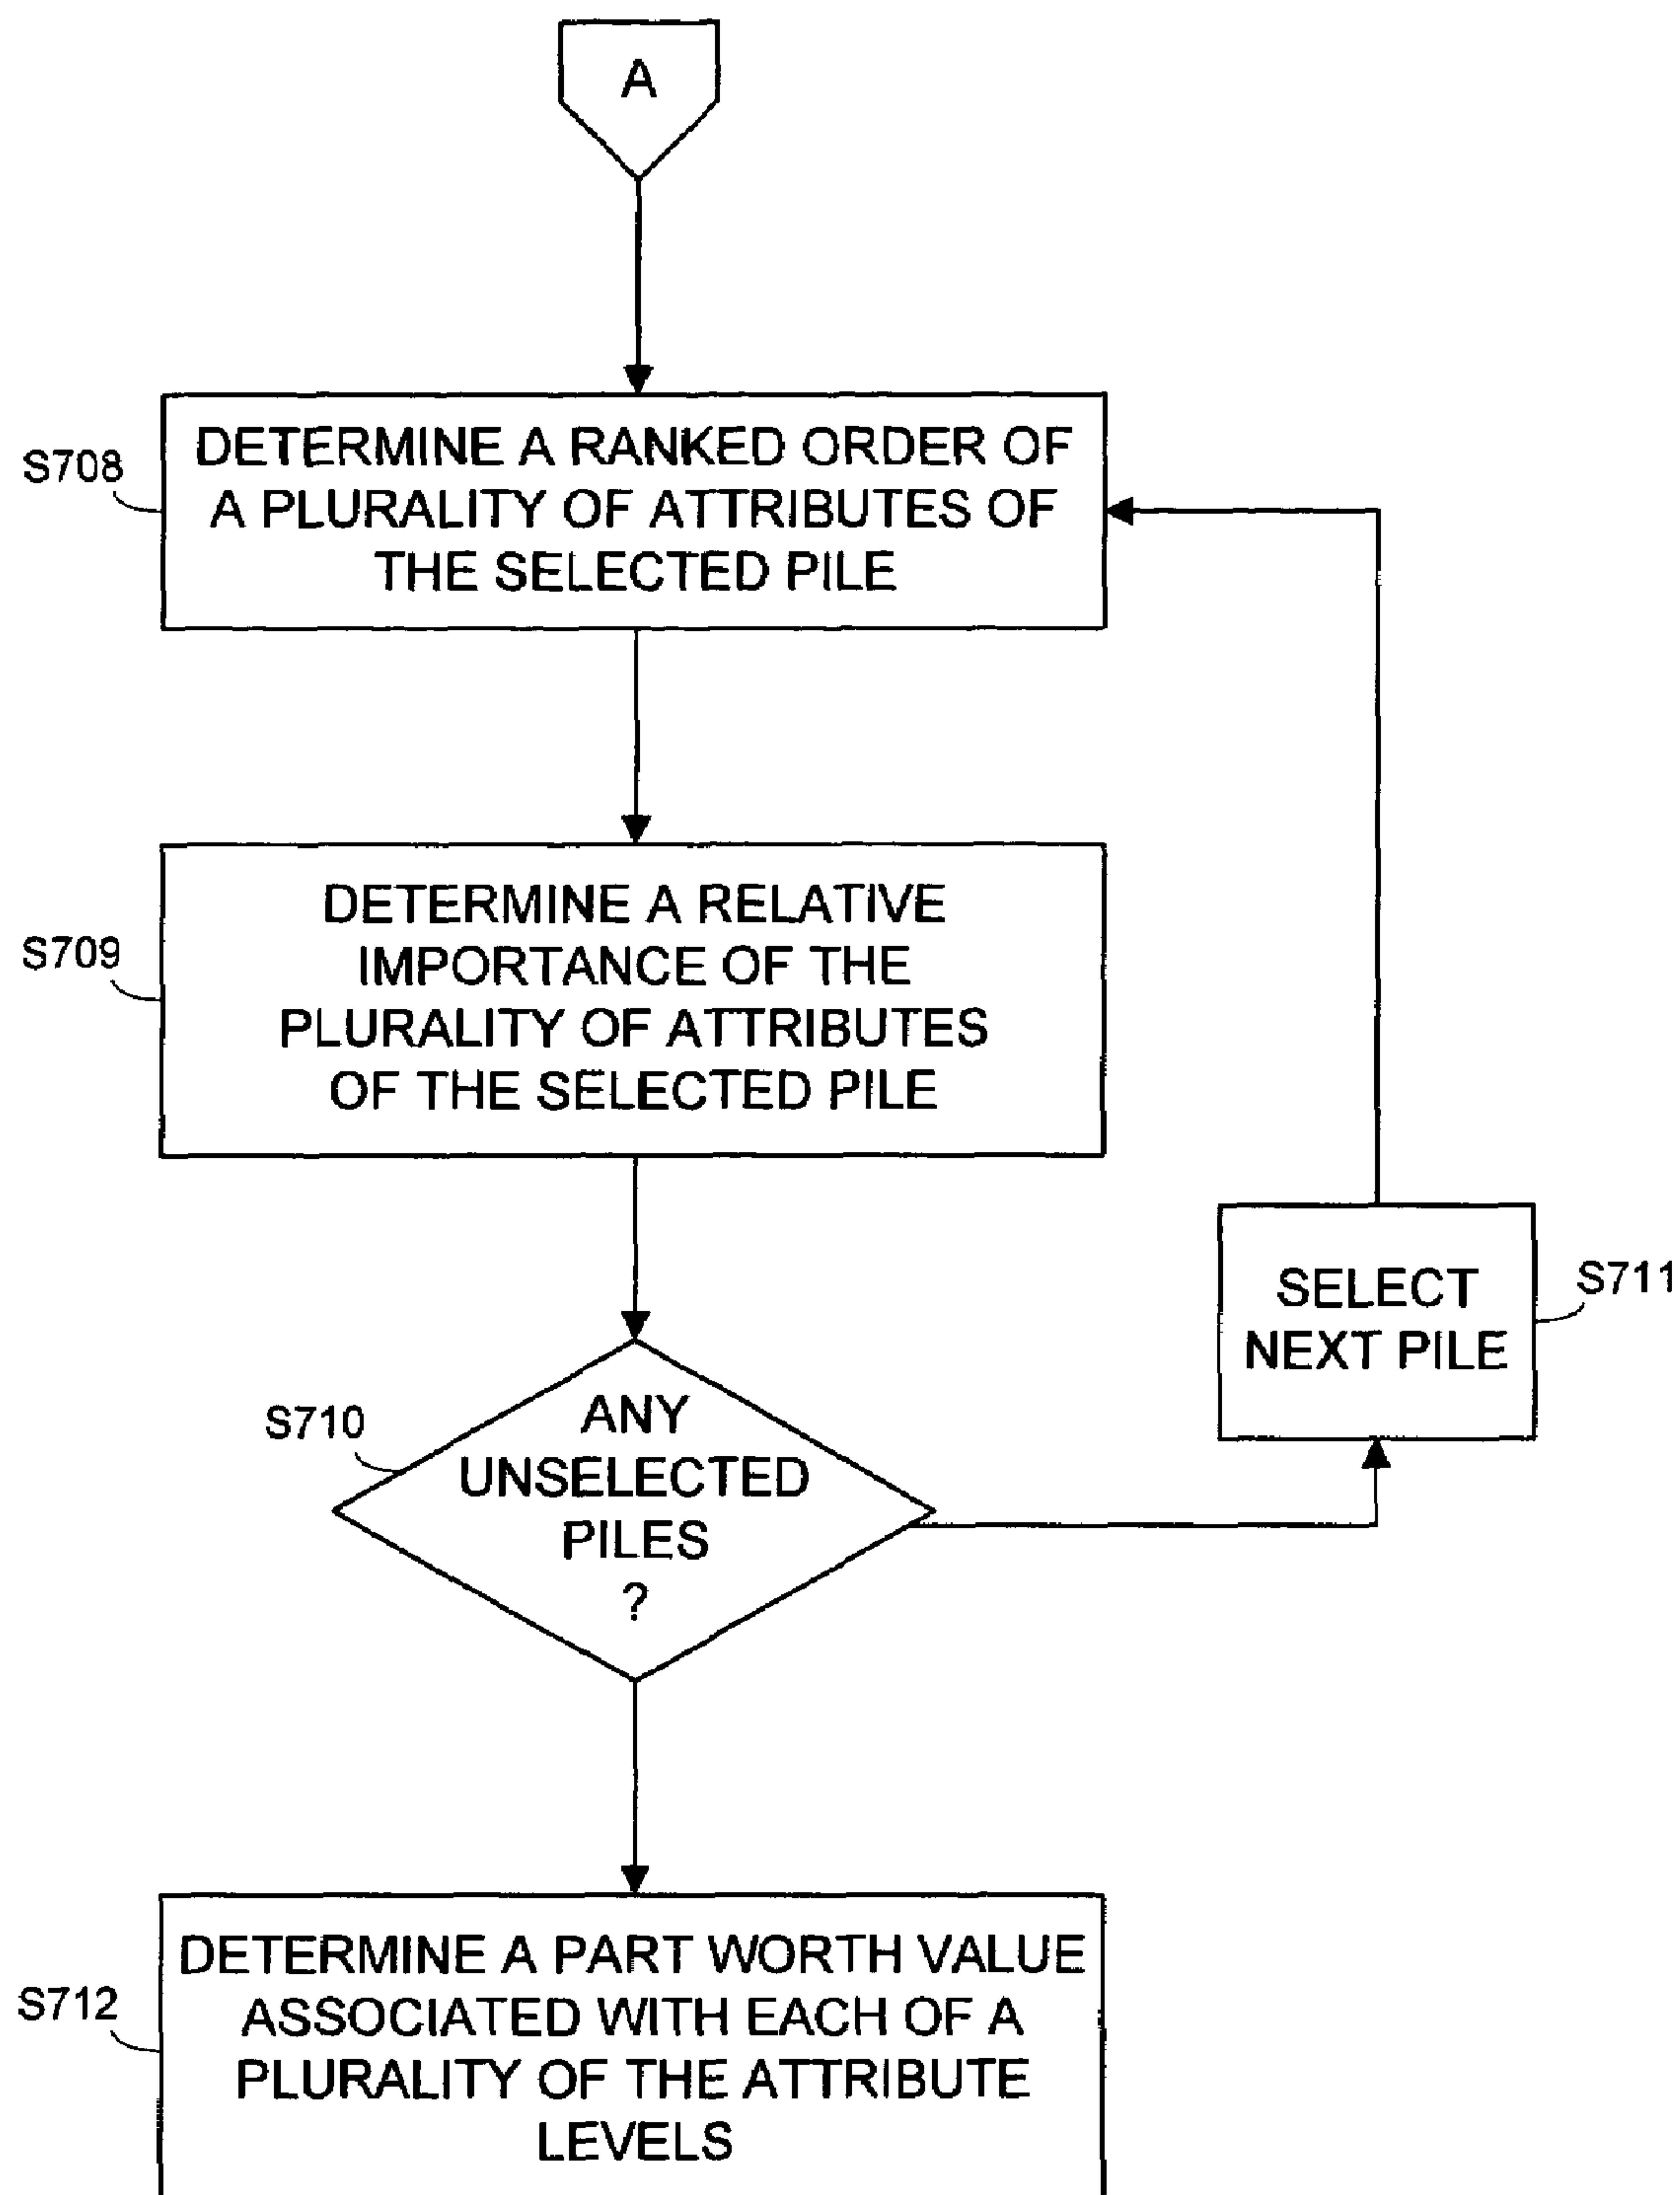 A
S708
DETERMINE A RANKED ORDER OF
A PLURALITY OF ATTRIBUTES OF
THE SELECTED PILE
S709
DETERMINE A RELATIVE
IMPORTANCE OF THE
PLURALITY OF ATTRIBUTES
OF THE SELECTED PILE
SELECT
NEXT PILE
S711
S710
ANY
UNSELECTED
PILES
?
S712
DETERMINE A PART WORTH VALUE
ASSOCIATED WITH EACH OF A
PLURALITY OF THE ATTRIBUTE
LEVELS